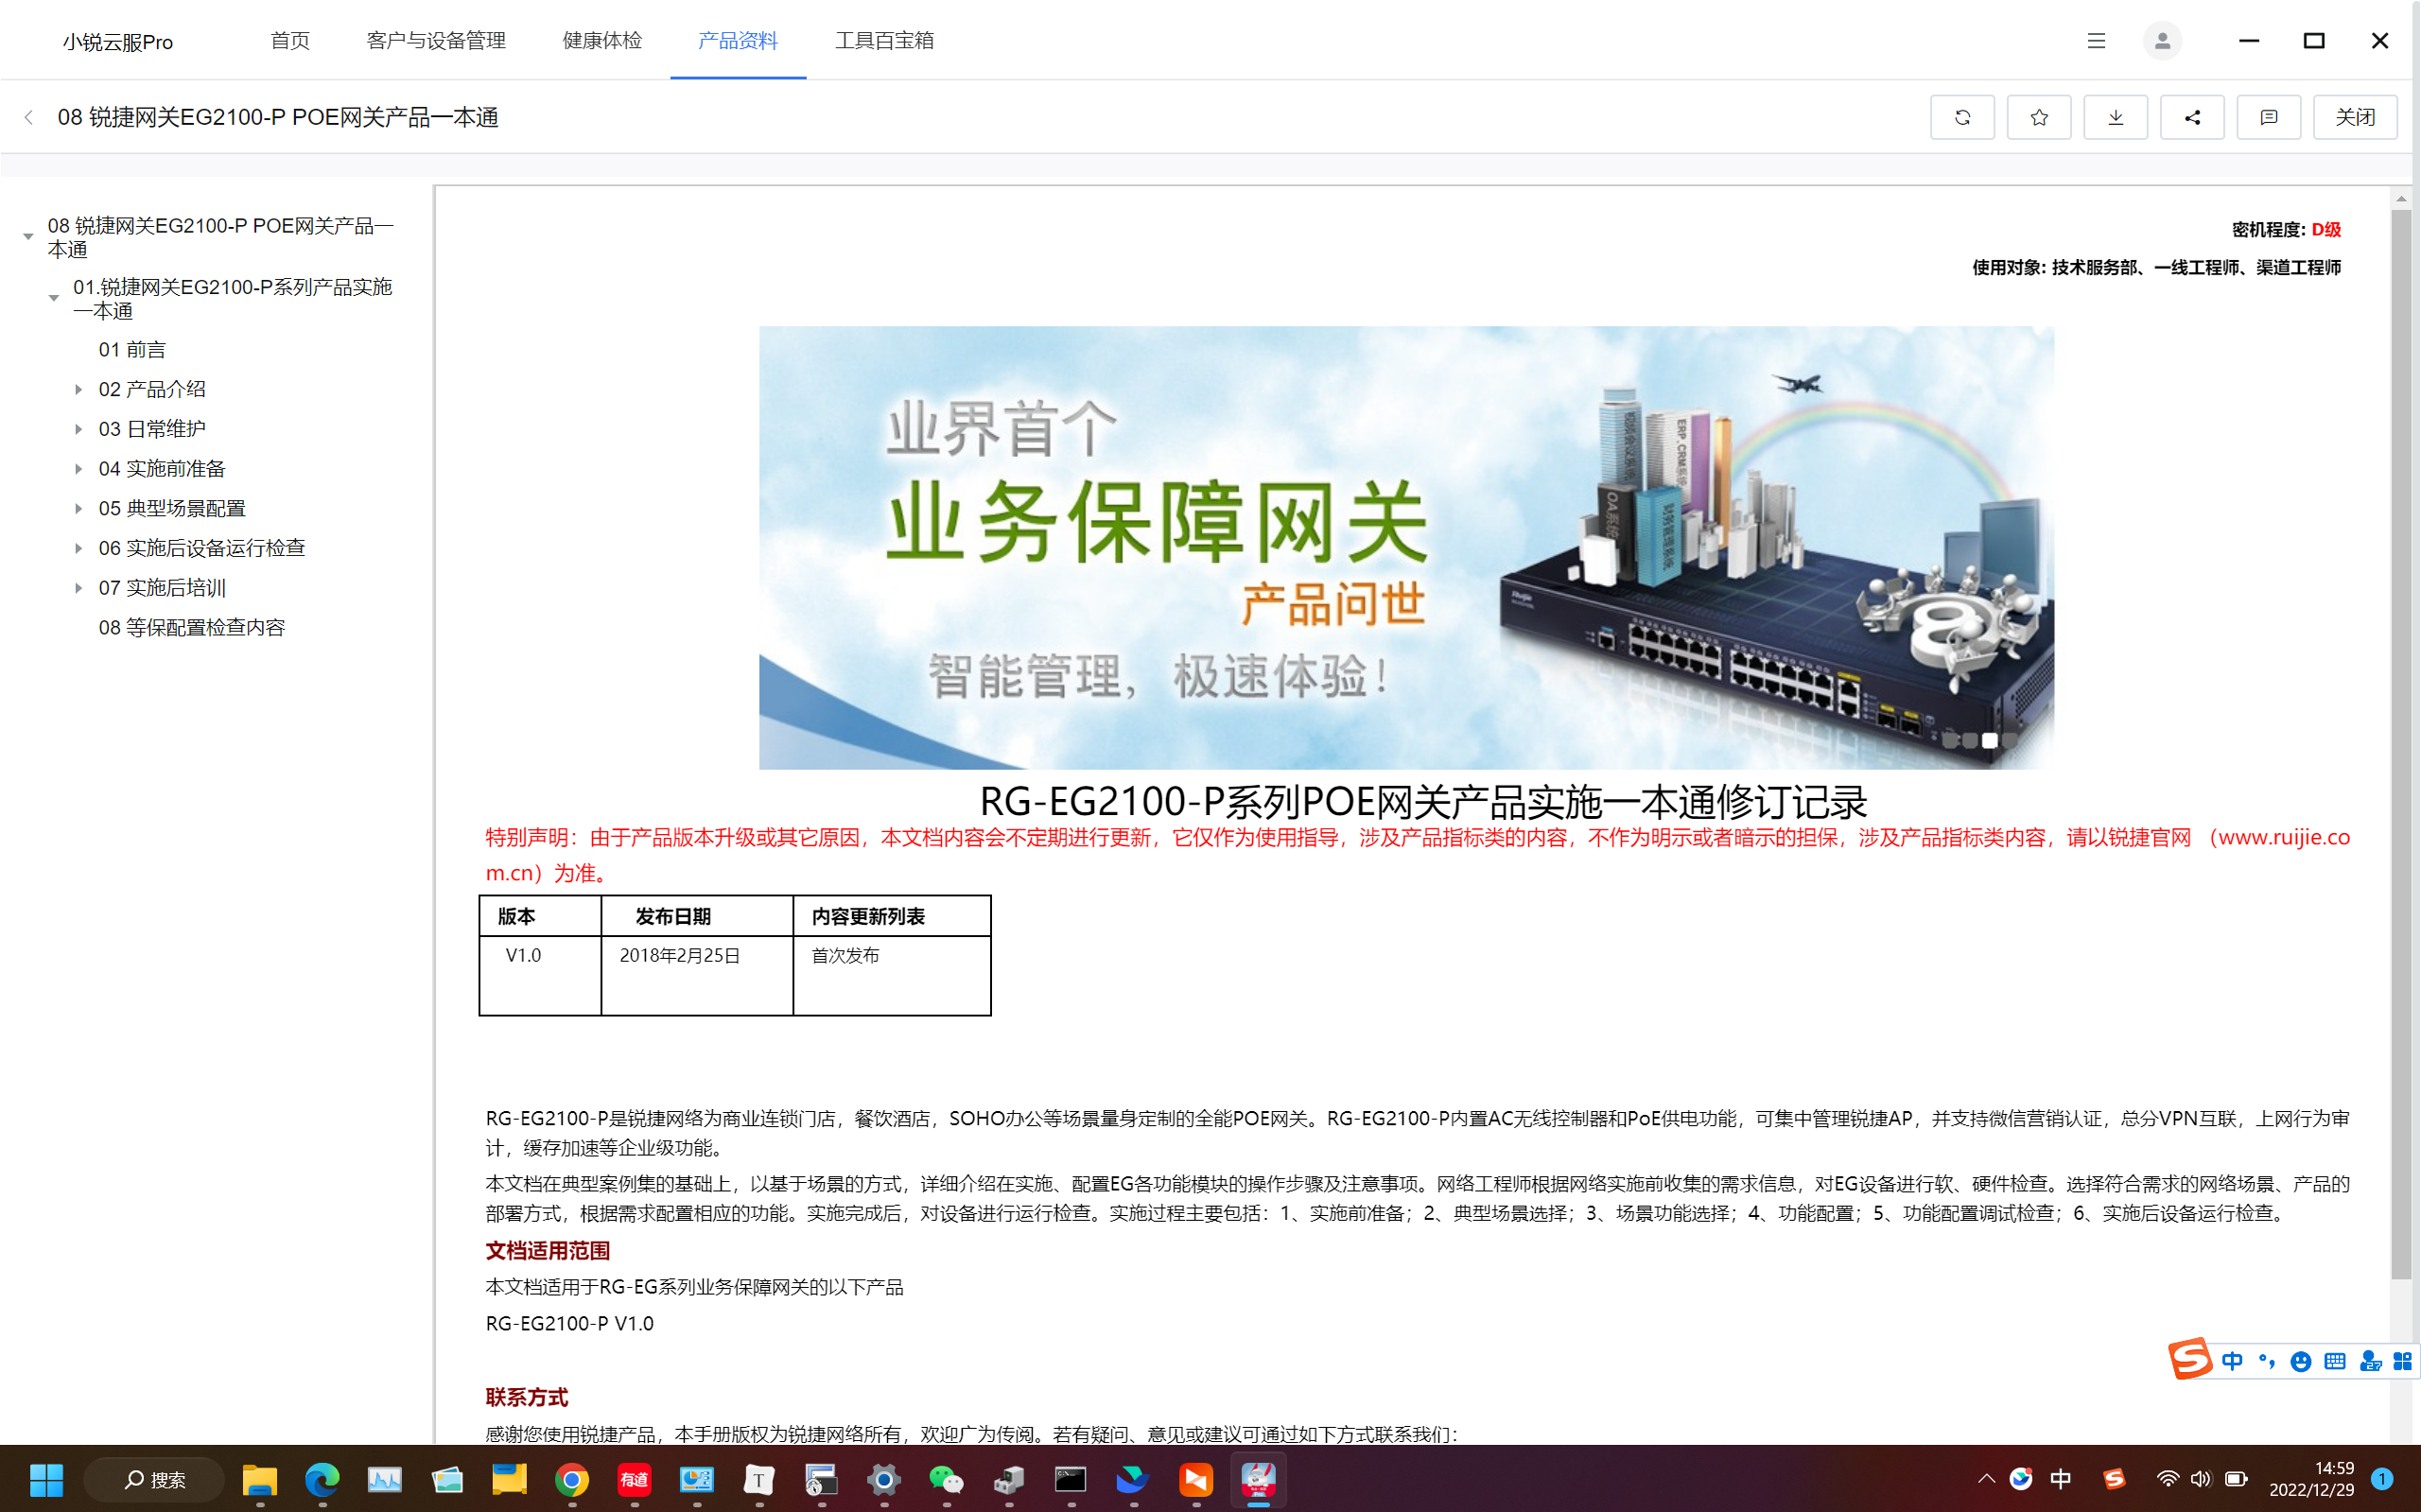 小锐云服Pro
首页
客户与设备管理
健康体检
产品资料
工具百宝箱
08 锐捷网关EG2100-P POE网关产品一本通
关闭
08 锐捷网关EG2100-P POE网关产品一
本通
01.锐捷网关EG2100-P系列产品实施
一本通
01 前言
02 产品介绍
03 日常维护
04 实施前准备
05 典型场景配置
06 实施后设备运行检查
07 实施后培训
08 等保配置检查内容
密机程度: D级
使用对象: 技术服务部、一线工程师、渠道工程师
业界首个
业务保障网关
产品问世
智能管理，极速体验！
ERP.CRM系统
OA系统
财务管理系统
Ruijie
RG-EG2100-P系列POE网关产品实施一本通修订记录
特别声明：由于产品版本升级或其它原因，本文档内容会不定期进行更新，它仅作为使用指导，涉及产品指标类的内容，不作为明示或者暗示的担保，涉及产品指标类内容，请以锐捷官网 （www.ruijie.co
m.cn）为准。
版本 发布日期 内容更新列表
V1.0 2018年2月25日 首次发布
RG-EG2100-P是锐捷网络为商业连锁门店，餐饮酒店，SOHO办公等场景量身定制的全能POE网关。RG-EG2100-P内置AC无线控制器和PoE供电功能，可集中管理锐捷AP，并支持微信营销认证，总分VPN互联，上网行为审
计，缓存加速等企业级功能。
本文档在典型案例集的基础上，以基于场景的方式，详细介绍在实施、配置EG各功能模块的操作步骤及注意事项。网络工程师根据网络实施前收集的需求信息，对EG设备进行软、硬件检查。选择符合需求的网络场景、产品的
部署方式，根据需求配置相应的功能。实施完成后，对设备进行运行检查。实施过程主要包括：1、实施前准备；2、典型场景选择；3、场景功能选择；4、功能配置；5、功能配置调试检查；6、实施后设备运行检查。
文档适用范围
本文档适用于RG-EG系列业务保障网关的以下产品
RG-EG2100-P V1.0
联系方式
感谢您使用锐捷产品，本手册版权为锐捷网络所有，欢迎广为传阅。若有疑问、意见或建议可通过如下方式联系我们：
中
27
搜索
有道
T
中
14:59
2022/12/29
1